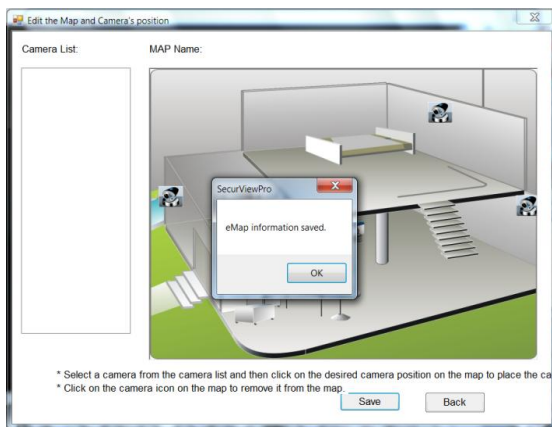 Edit the Map and Camera's position
Camera List:
MAP Name:
SecurViewPro
eMap information saved.
OK
* Select a camera from the camera list and then click on the desired camera position on the map to place the ca
* Click on the camera icon on the map to remove it from the map.
Save
Back